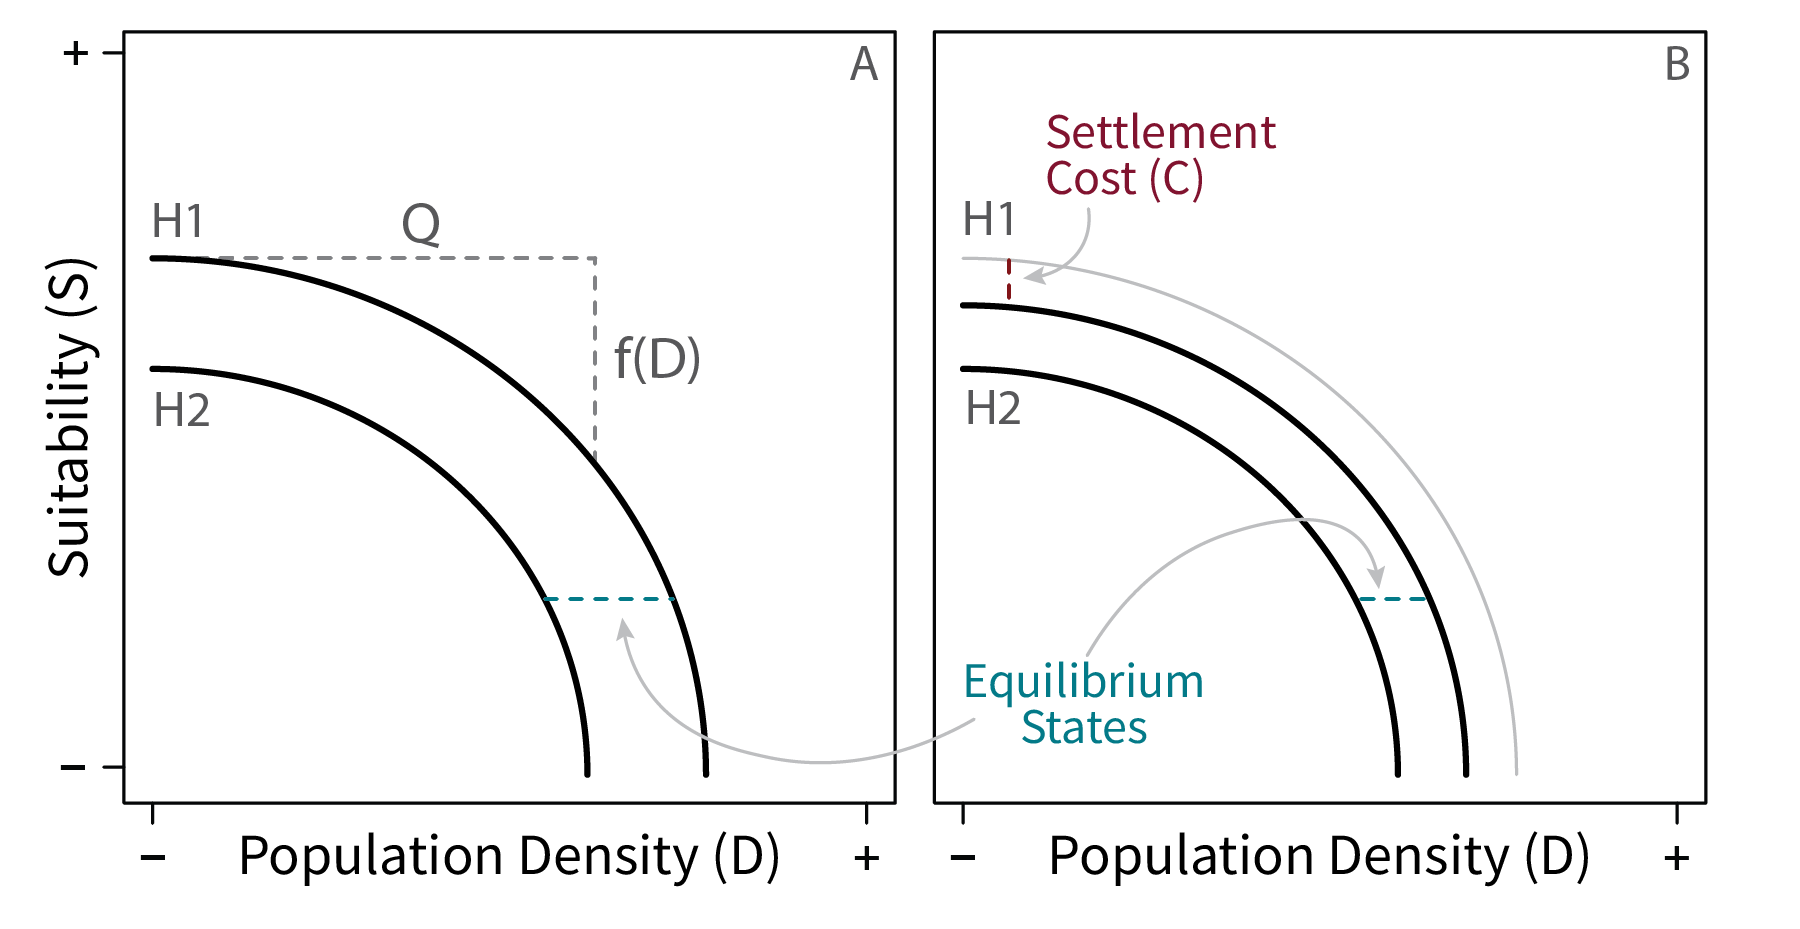 A
+
H1
Q
f(D)
H2
Suitability (S)
−
− Population Density (D) +
B
Settlement
Cost (C)
H1
H2
Equilibrium
States
− Population Density (D) +